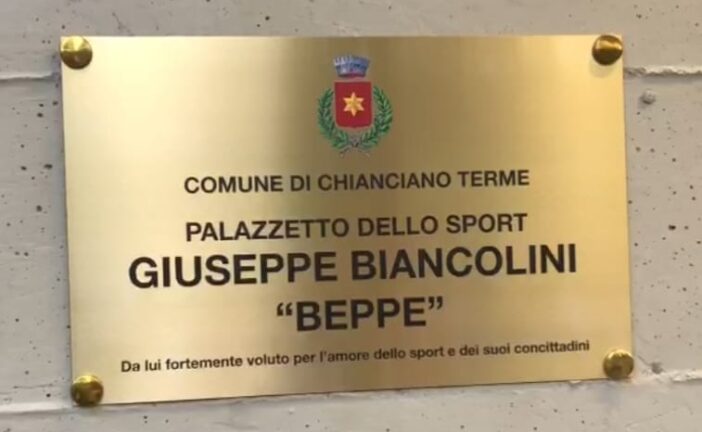 COMUNE DI CHIANCIANO TERME
PALAZZETTO DELLO SPORT
GIUSEPPE BIANCOLINI
“BEPPE”
Da lui fortemente voluto per l'amore dello sport e dei suoi concittadini